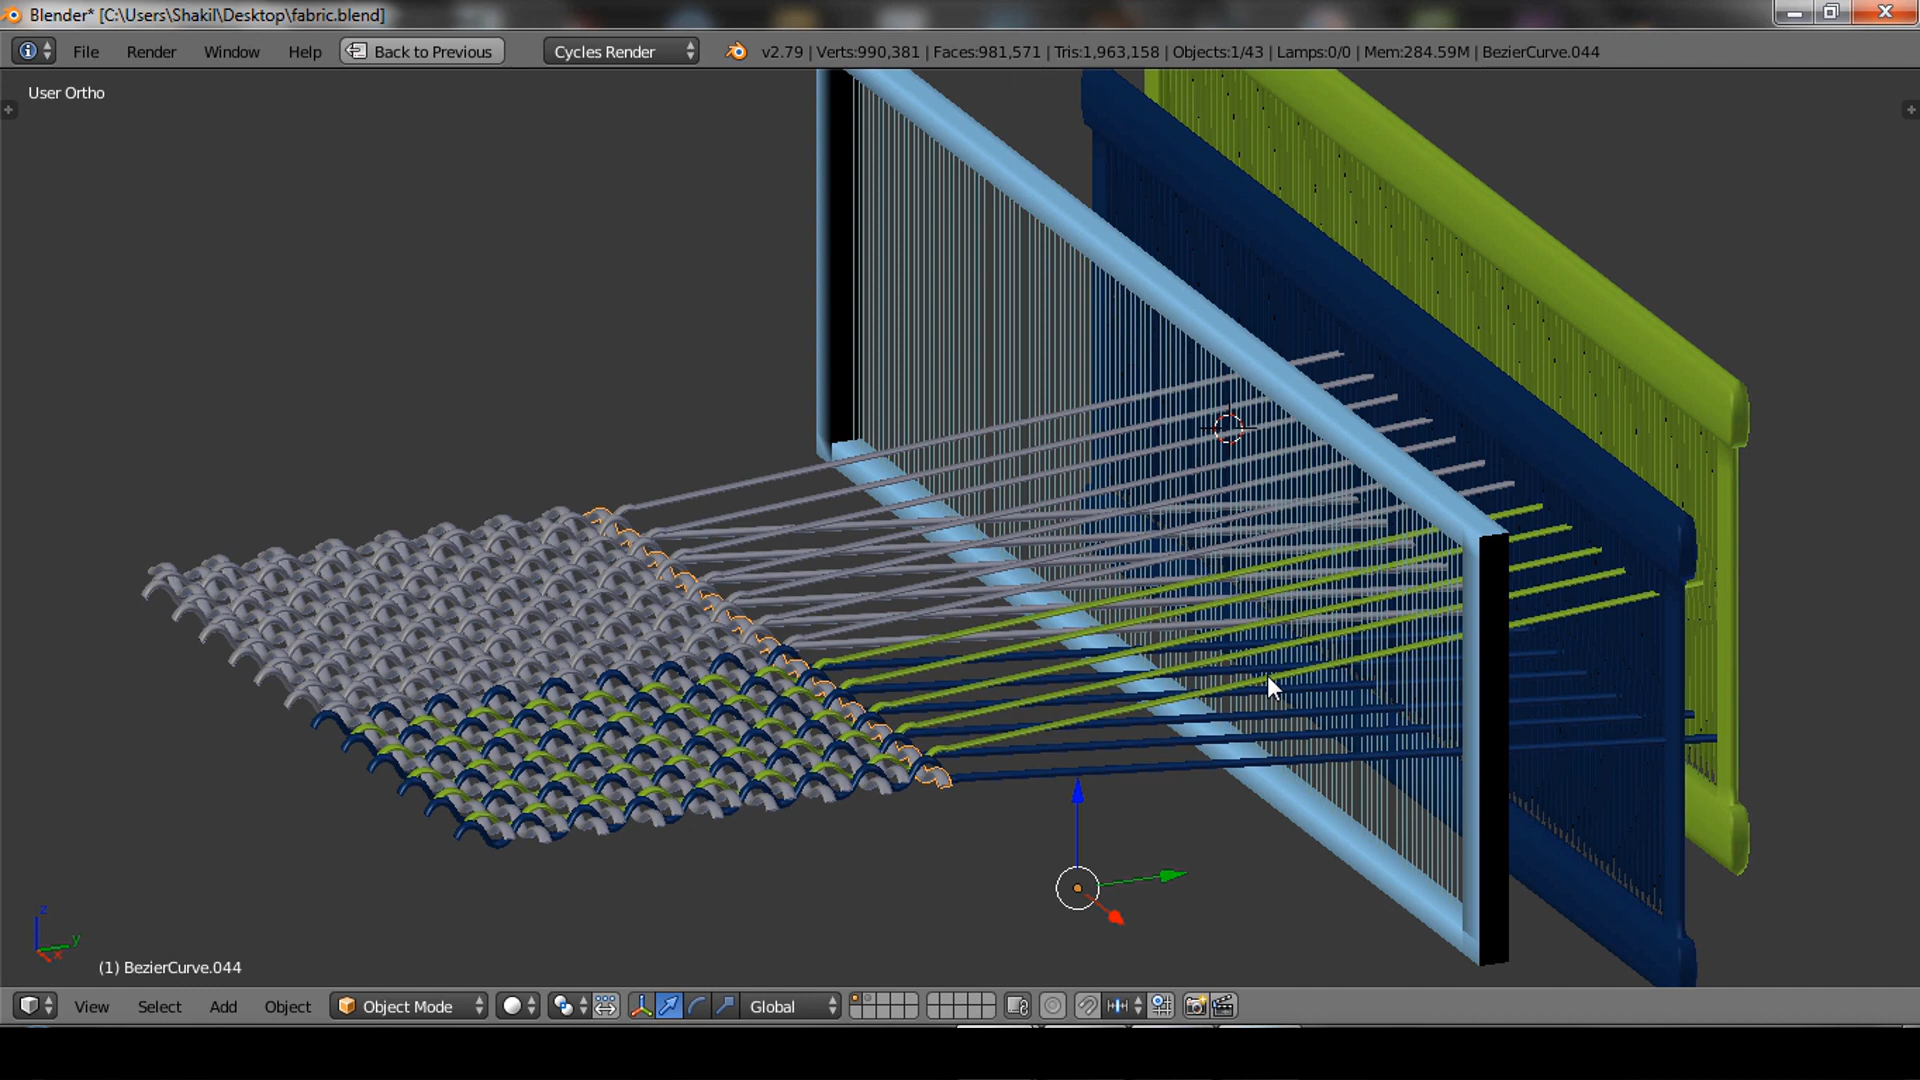 Blender* [C:\Users\Shakil\Desktop\fabric.blend]
File Render Window Help Back to Previous Cycles Render v2.79 | Verts:990,381 | Faces:981,571 | Tris:1,963,158 | Objects:1/43 | Lamps:0/0 | Mem:284.59M | BezierCurve.044
User Ortho
z
y
x
(1) BezierCurve.044
View Select Add Object Object Mode Global